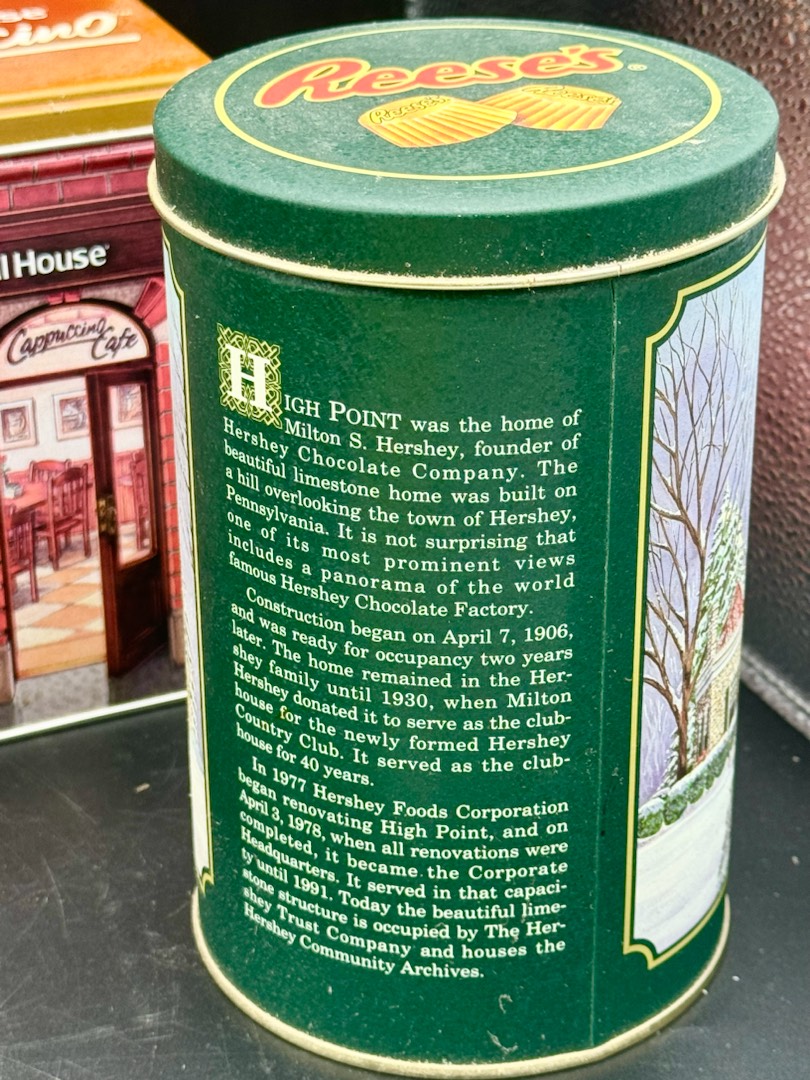 Reese's®
Reese's
Reese's
HIGH POINT was the home of
Milton S. Hershey, founder of
Hershey Chocolate Company. The
beautiful limestone home was built on
a hill overlooking the town of Hershey,
Pennsylvania. It is not surprising that
one of its most prominent views
includes a panorama of the world
famous Hershey Chocolate Factory.
Construction began on April 7, 1906,
and was ready for occupancy two years
later. The home remained in the Her-
shey family until 1930, when Milton
Hershey donated it to serve as the club-
house for the newly formed Hershey
Country Club. It served as the club-
house for 40 years.
In 1977 Hershey Foods Corporation
began renovating High Point, and on
April 3, 1978, when all renovations were
completed, it became the Corporate
Headquarters. It served in that capaci-
ty until 1991. Today the beautiful lime-
stone structure is occupied by The Her-
shey Trust Company and houses the
Hershey Community Archives.
House®
Cappuccino
Cafe